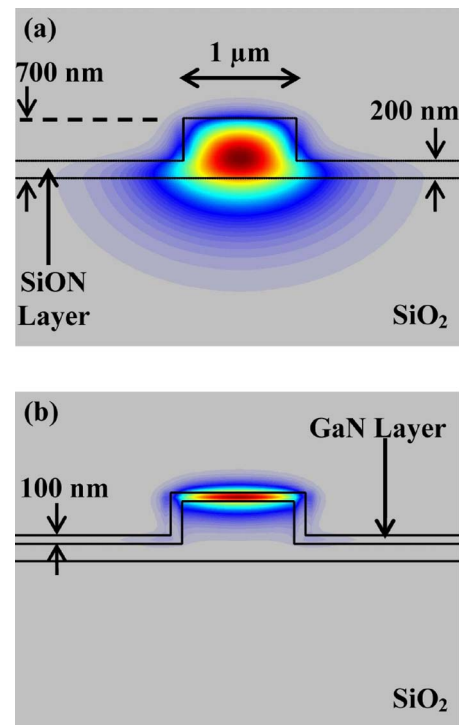 (a)
1 µm
700 nm
200 nm
SiON
Layer
SiO2
(b)
GaN Layer
100 nm
SiO2